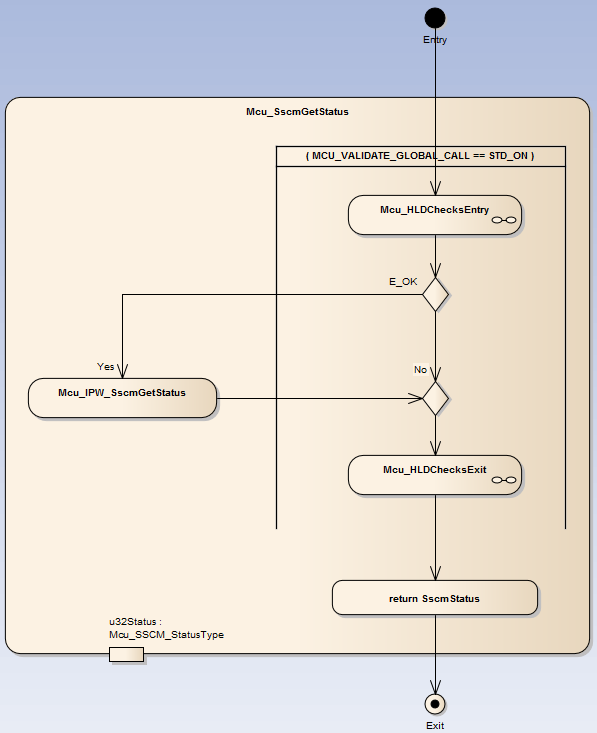 Entry
Mcu_SscmGetStatus
( MCU_VALIDATE_GLOBAL_CALL == STD_ON )
Mcu_HLDChecksEntry
E_OK
Yes
No
Mcu_IPW_SscmGetStatus
Mcu_HLDChecksExit
return SscmStatus
u32Status :
Mcu_SSCM_StatusType
Exit